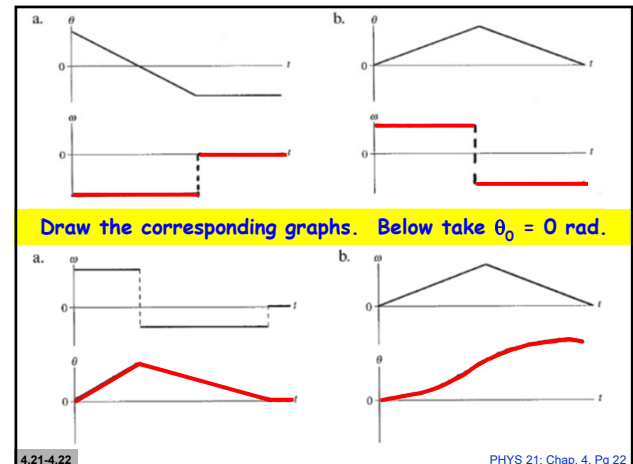 a.
θ
0
t
ω
0
t
b.
θ
0
t
ω
0
t
Draw the corresponding graphs. Below take θ0 = 0 rad.
a.
ω
0
t
θ
0
t
b.
ω
0
t
θ
0
t
4.21-4.22
PHYS 21: Chap. 4, Pg 22